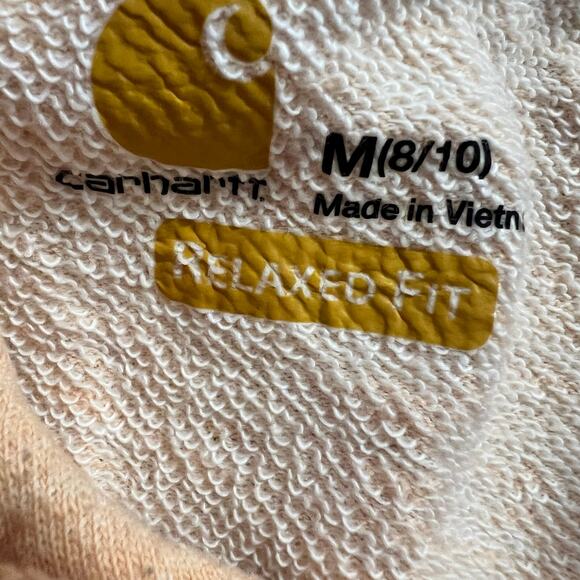 carhartt
M(8/10)
Made in Vietn
RELAXED FIT